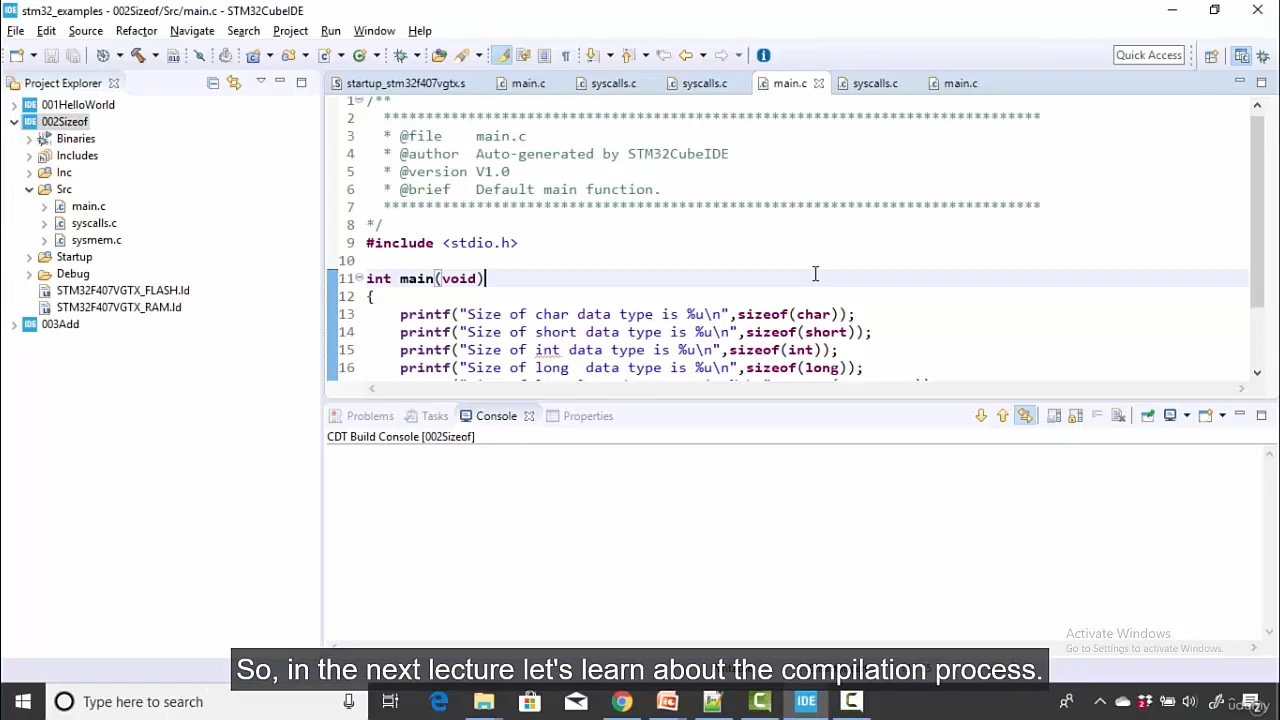 stm32_examples - 002Sizeof/Src/main.c - STM32CubeIDE
File Edit Source Refactor Navigate Search Project Run Window Help
Quick Access
Project Explorer
001HelloWorld
002Sizeof
Binaries
Includes
Inc
Src
main.c
syscalls.c
sysmem.c
Startup
Debug
STM32F407VGTX_FLASH.ld
STM32F407VGTX_RAM.ld
003Add
startup_stm32f407vgtx.s main.c syscalls.c syscalls.c main.c syscalls.c main.c
1 /**
2 ******************************************************************************
3 * @file main.c
4 * @author Auto-generated by STM32CubeIDE
5 * @version V1.0
6 * @brief Default main function.
7 ******************************************************************************
8 */
9 #include <stdio.h>
10
11 int main(void)
12 {
13 printf("Size of char data type is %u\n",sizeof(char));
14 printf("Size of short data type is %u\n",sizeof(short));
15 printf("Size of int data type is %u\n",sizeof(int));
16 printf("Size of long  data type is %u\n",sizeof(long));
Problems Tasks Console Properties
CDT Build Console [002Sizeof]
Activate Windows
Go to Settings to activate Windows.
So, in the next lecture let's learn about the compilation process.
Type here to search
Udemy